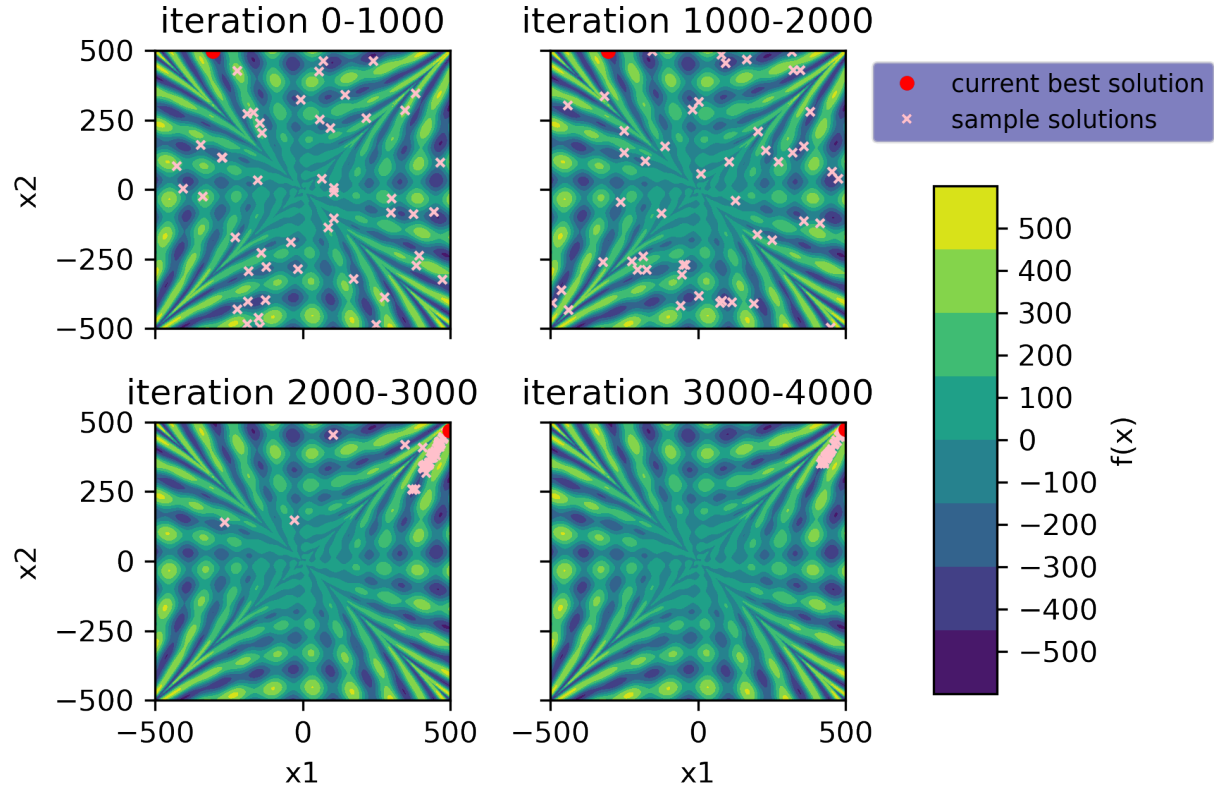 iteration 0-1000
iteration 1000-2000
500
250
0
−250
−500
x2
current best solution
sample solutions
iteration 2000-3000
iteration 3000-4000
500
250
0
−250
−500
x2
−500
0
500
x1
−500
0
500
x1
500
400
300
200
100
0
−100
−200
−300
−400
−500
f(x)